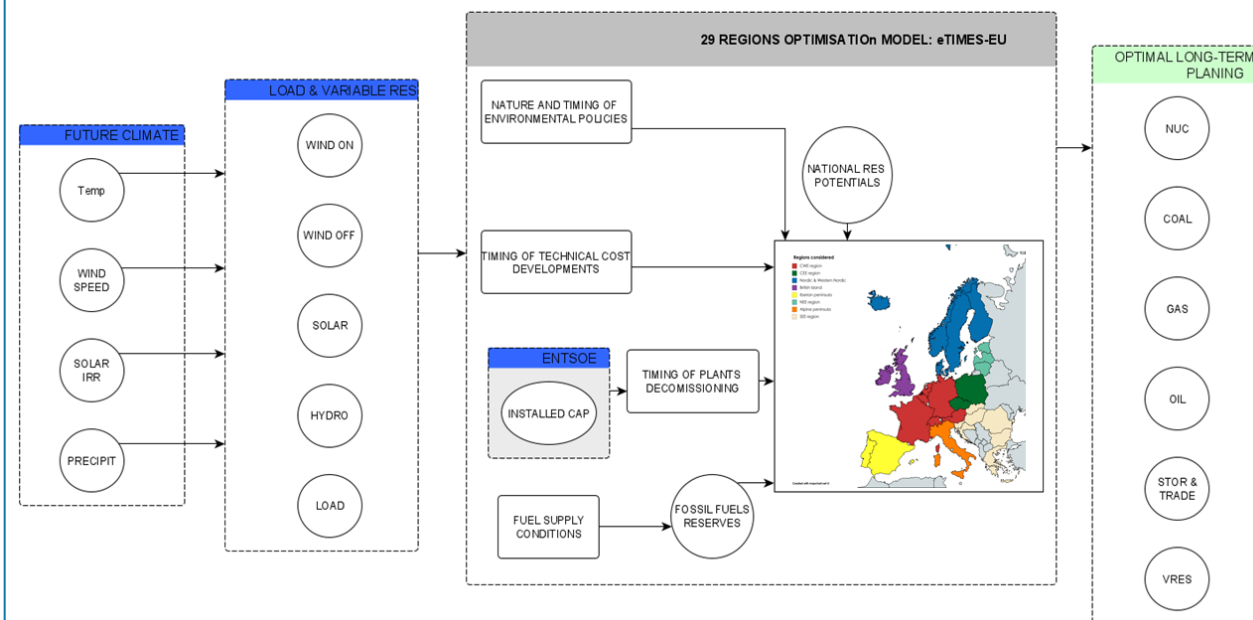 29 REGIONS OPTIMISATIOn MODEL: eTIMES-EU
OPTIMAL LONG-TERM
PLANING
LOAD & VARIABLE RES
FUTURE CLIMATE
Temp
WIND
SPEED
SOLAR
IRR
PRECIPIT
WIND ON
WIND OFF
SOLAR
HYDRO
LOAD
NATURE AND TIMING OF
ENVIRONMENTAL POLICIES
TIMING OF TECHNICAL COST
DEVELOPMENTS
ENTSOE
INSTALLED CAP
TIMING OF PLANTS
DECOMISSIONING
FUEL SUPPLY
CONDITIONS
FOSSIL FUELS
RESERVES
NATIONAL RES
POTENTIALS
Regions considered
CWE region
CEE region
Nordic & Western Nordic
British island
Iberian peninsula
NEE region
Alpine peninsula
SEE region
NUC
COAL
GAS
OIL
STOR &
TRADE
VRES